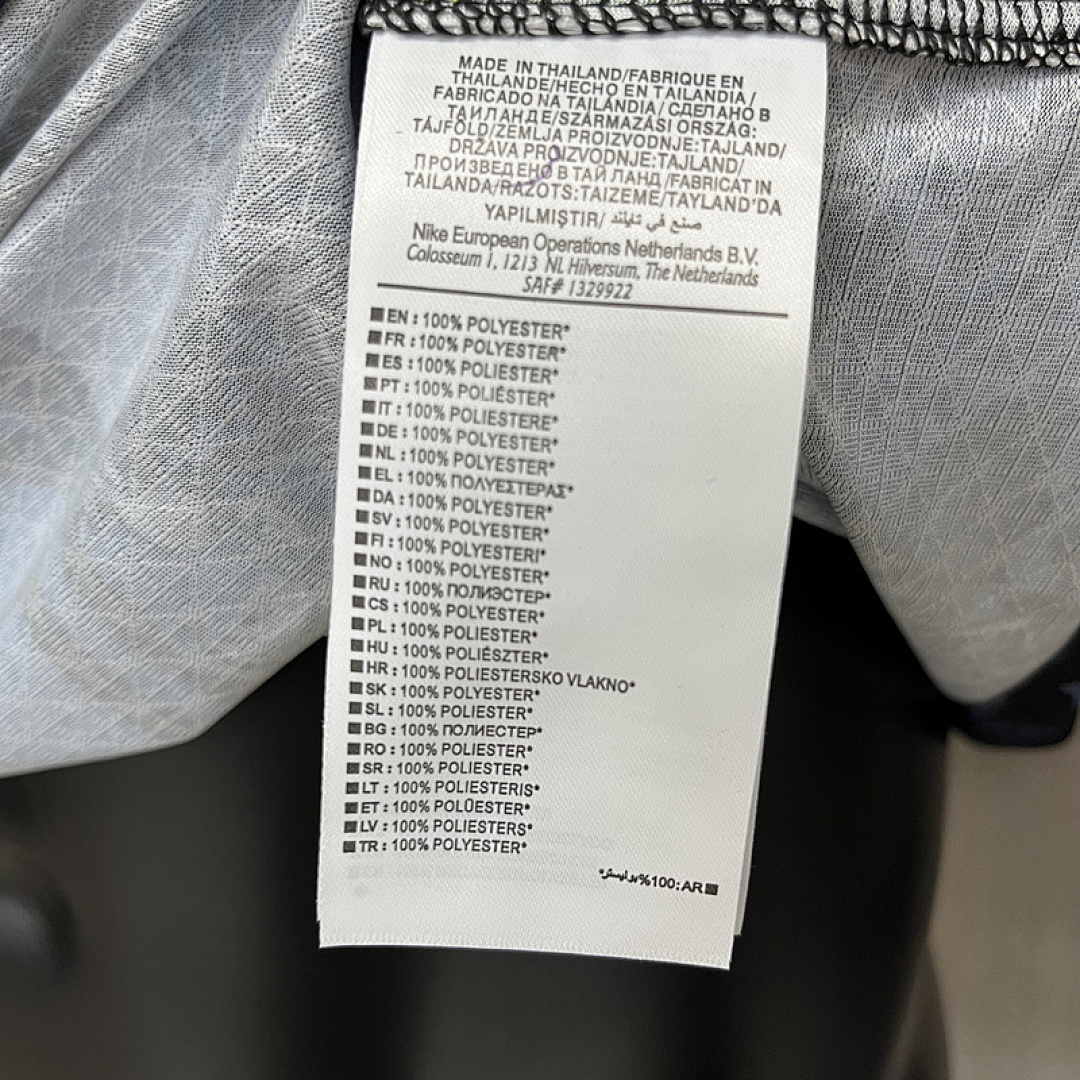 MADE IN THAILAND/FABRIQUE EN
THAILANDE/HECHO EN TAILANDIA/
FABRICADO NA TAILÂNDIA/СДЕЛАНО В
ТАИЛАНДЕ/SZÁRMAZÁSI ORSZÁG:
TÁJFÖLD/ZEMLJA PROIZVODNJE:TAJLAND/
DRŽAVA PROIZVODNJE:TAJLAND/
ПРОИЗВЕДЕНО В ТАЙ ЛАНД /FABRICAT IN
TAILANDA/RAŽOTS:TAIZEME/TAYLAND'DA
YAPILMIŞTIR/ صنع في تايلند
Nike European Operations Netherlands B.V.
Colosseum 1, 1213 NL Hilversum, The Netherlands
SAF# 1329922
EN : 100% POLYESTER*
FR : 100% POLYESTER*
ES : 100% POLIESTER*
PT : 100% POLIÉSTER*
IT : 100% POLIESTERE*
DE : 100% POLYESTER*
NL : 100% POLYESTER*
EL : 100% ΠΟΛΥΕΣΤΕΡΑΣ*
DA : 100% POLYESTER*
SV : 100% POLYESTER*
FI : 100% POLYESTERI*
NO : 100% POLYESTER*
RU : 100% ПОЛИЭСТЕР*
CS : 100% POLYESTER*
PL : 100% POLIESTER*
HU : 100% POLIÉSZTER*
HR : 100% POLIESTERSKO VLAKNO*
SK : 100% POLYESTER*
SL : 100% POLIESTER*
BG : 100% ПОЛИЕСТЕР*
RO : 100% POLIESTER*
SR : 100% POLIESTER*
LT : 100% POLIESTERIS*
ET : 100% POLÜESTER*
LV : 100% POLIESTERS*
TR : 100% POLYESTER*
AR:100% بوليستر*